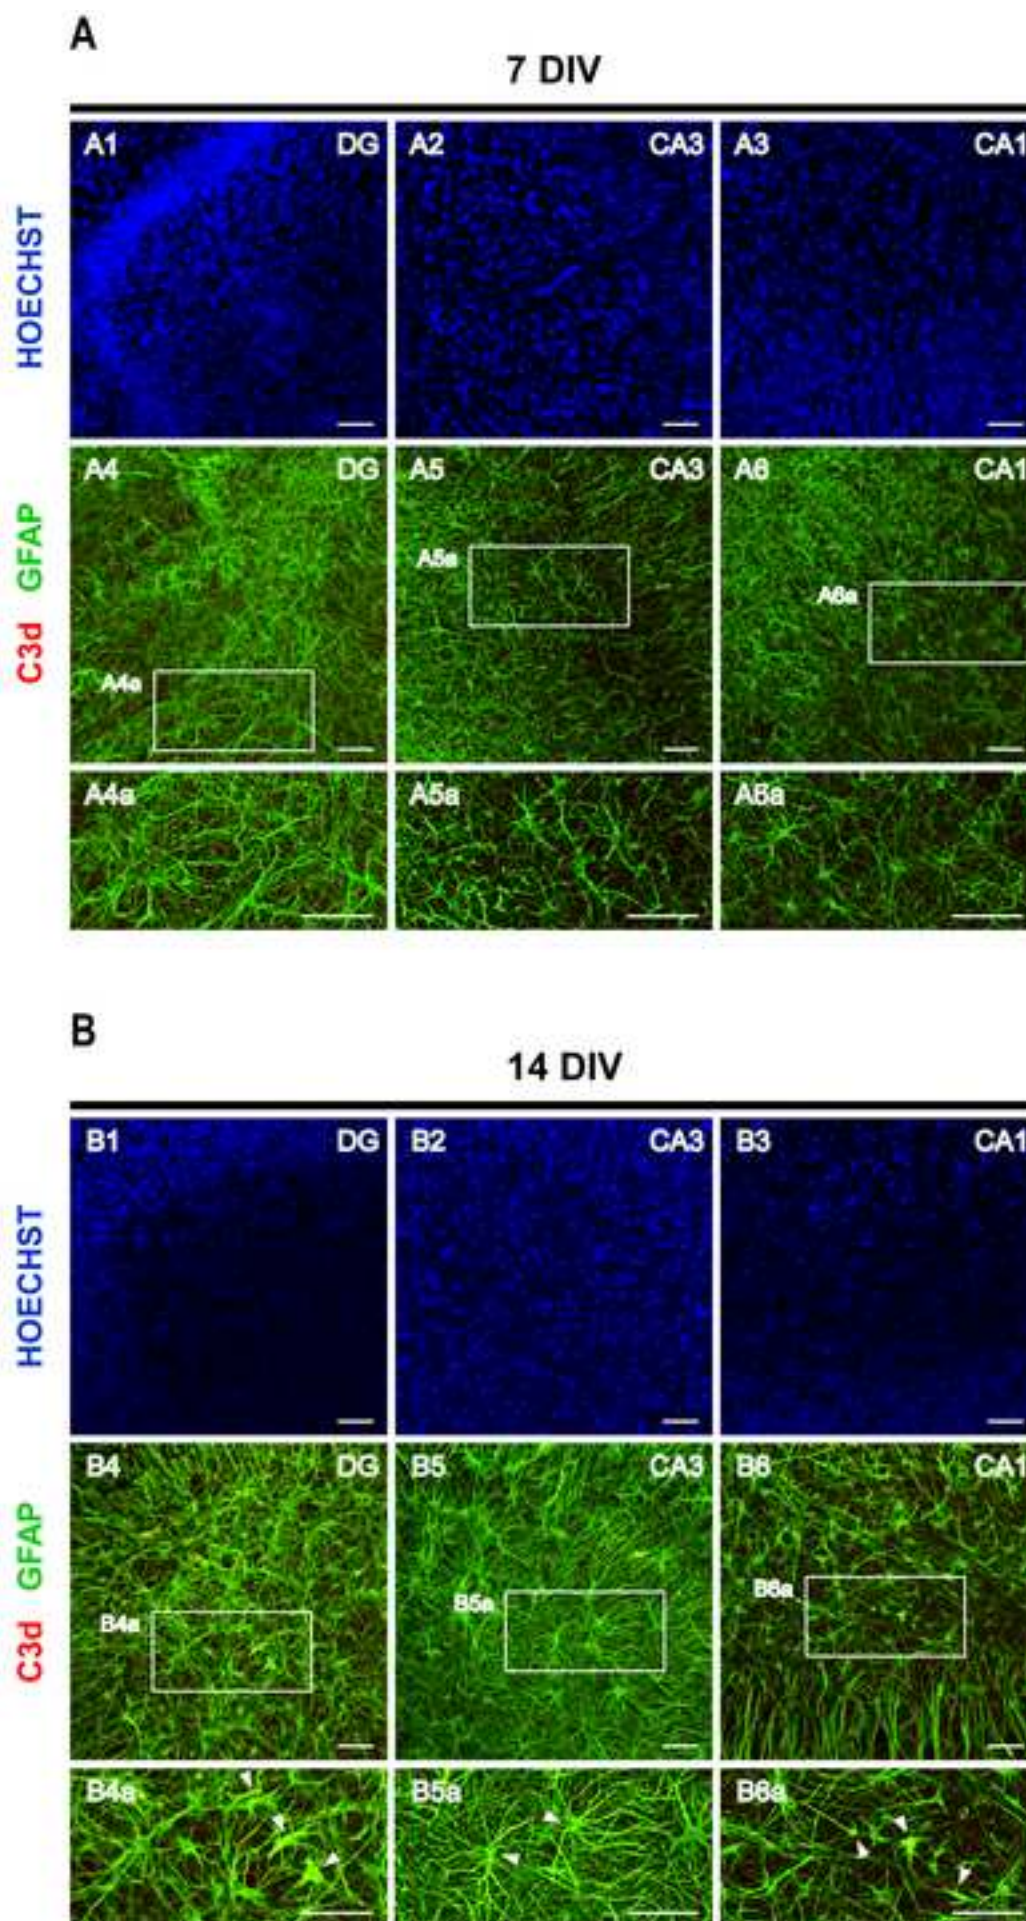 A
7 DIV
HOECHST
A1 DG A2 CA3 A3 CA1
C3d GFAP
A4 DG A5 CA3 A6 CA1
A5a
A6a
A4a
A4a A5a A6a
B
14 DIV
HOECHST
B1 DG B2 CA3 B3 CA1
C3d GFAP
B4 DG B5 CA3 B6 CA1
B6a
B5a
B4a
B4a B5a B6a